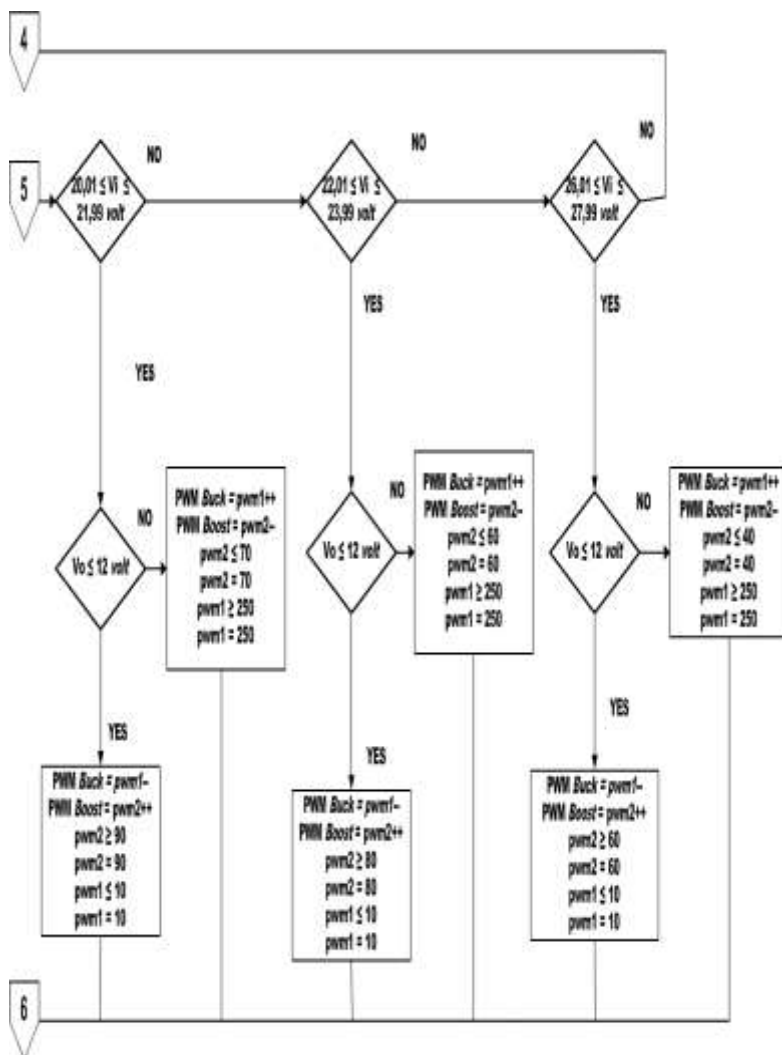 4
NO
NO
NO
5
20,01 ≤ Vi ≤
21,99 volt
22,01 ≤ Vi ≤
23,99 volt
26,01 ≤ Vi ≤
27,99 volt
YES
YES
YES
NO
PWM Buck = pwm1++
PWM Boost = pwm2--
pwm2 ≤ 70
pwm2 = 70
pwm1 ≥ 250
pwm1 = 250
NO
PWM Buck = pwm1++
PWM Boost = pwm2--
pwm2 ≤ 60
pwm2 = 60
pwm1 ≥ 250
pwm1 = 250
NO
PWM Buck = pwm1++
PWM Boost = pwm2--
pwm2 ≤ 40
pwm2 = 40
pwm1 ≥ 250
pwm1 = 250
Vo ≤ 12 volt
Vo ≤ 12 volt
Vo ≤ 12 volt
YES
YES
YES
PWM Buck = pwm1--
PWM Boost = pwm2++
pwm2 ≥ 90
pwm2 = 90
pwm1 ≤ 10
pwm1 = 10
PWM Buck = pwm1--
PWM Boost = pwm2++
pwm2 ≥ 80
pwm2 = 80
pwm1 ≤ 10
pwm1 = 10
PWM Buck = pwm1--
PWM Boost = pwm2++
pwm2 ≥ 60
pwm2 = 60
pwm1 ≤ 10
pwm1 = 10
6